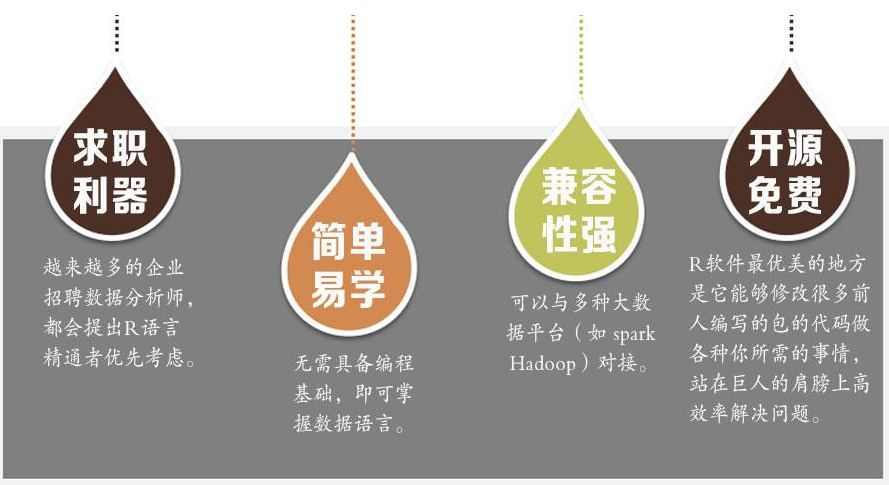 求职
利器
越来越多的企业
招聘数据分析师，
都会提出R语言
精通者优先考虑。
简单
易学
无需具备编程
基础，即可掌
握数据语言。
兼容
性强
可以与多种大数
据平台（如 spark
Hadoop）对接。
开源
免费
R软件最优美的地方
是它能够修改很多前
人编写的包的代码做
各种你所需的事情，
站在巨人的肩膀上高
效率解决问题。